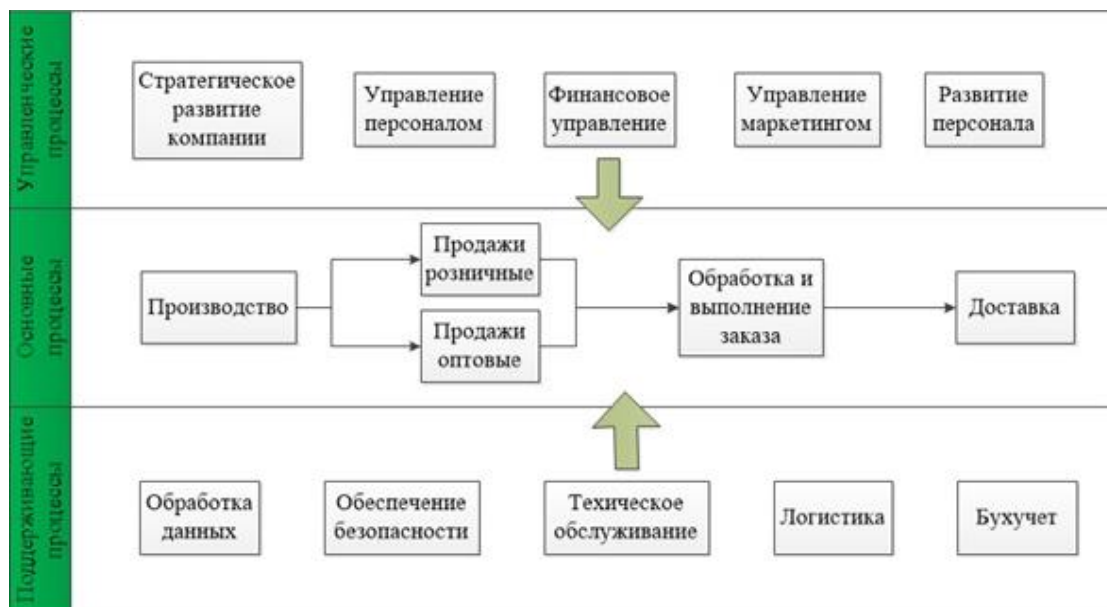 Управленческие
процессы
Стратегическое
развитие
компании
Управление
персоналом
Финансовое
управление
Управление
маркетингом
Развитие
персонала
Основные
процессы
Производство
Продажи
розничные
Продажи
оптовые
Обработка и
выполнение
заказа
Доставка
Поддерживающие
процессы
Обработка
данных
Обеспечение
безопасности
Техическое
обслуживание
Логистика
Бухучет